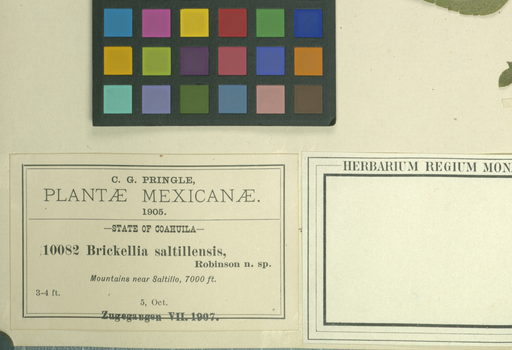 C. G. PRINGLE,
PLANTÆ MEXICANÆ.
1905.
—STATE OF COAHUILA—
10082 Brickellia saltillensis,
Robinson n. sp.
Mountains near Saltillo, 7000 ft.
3-4 ft.
5, Oct.
Zugegangen VII. 1907.
HERBARIUM REGIUM MON